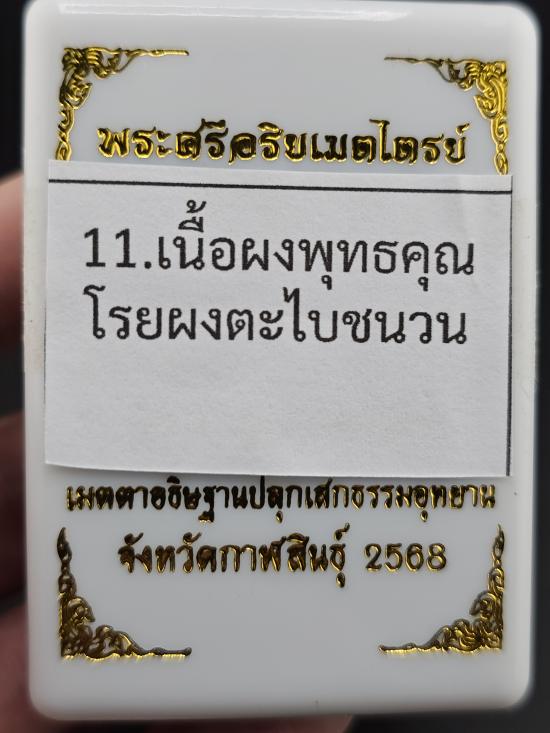 พระศรีอริยเมตไตรย์
11.เนื้อผงพุทธคุณ
โรยผงตะไบชนวน
เมตตาอธิษฐานปลุกเสกธรรมอุทยาน
จังหวัดกาฬสินธุ์ 2568